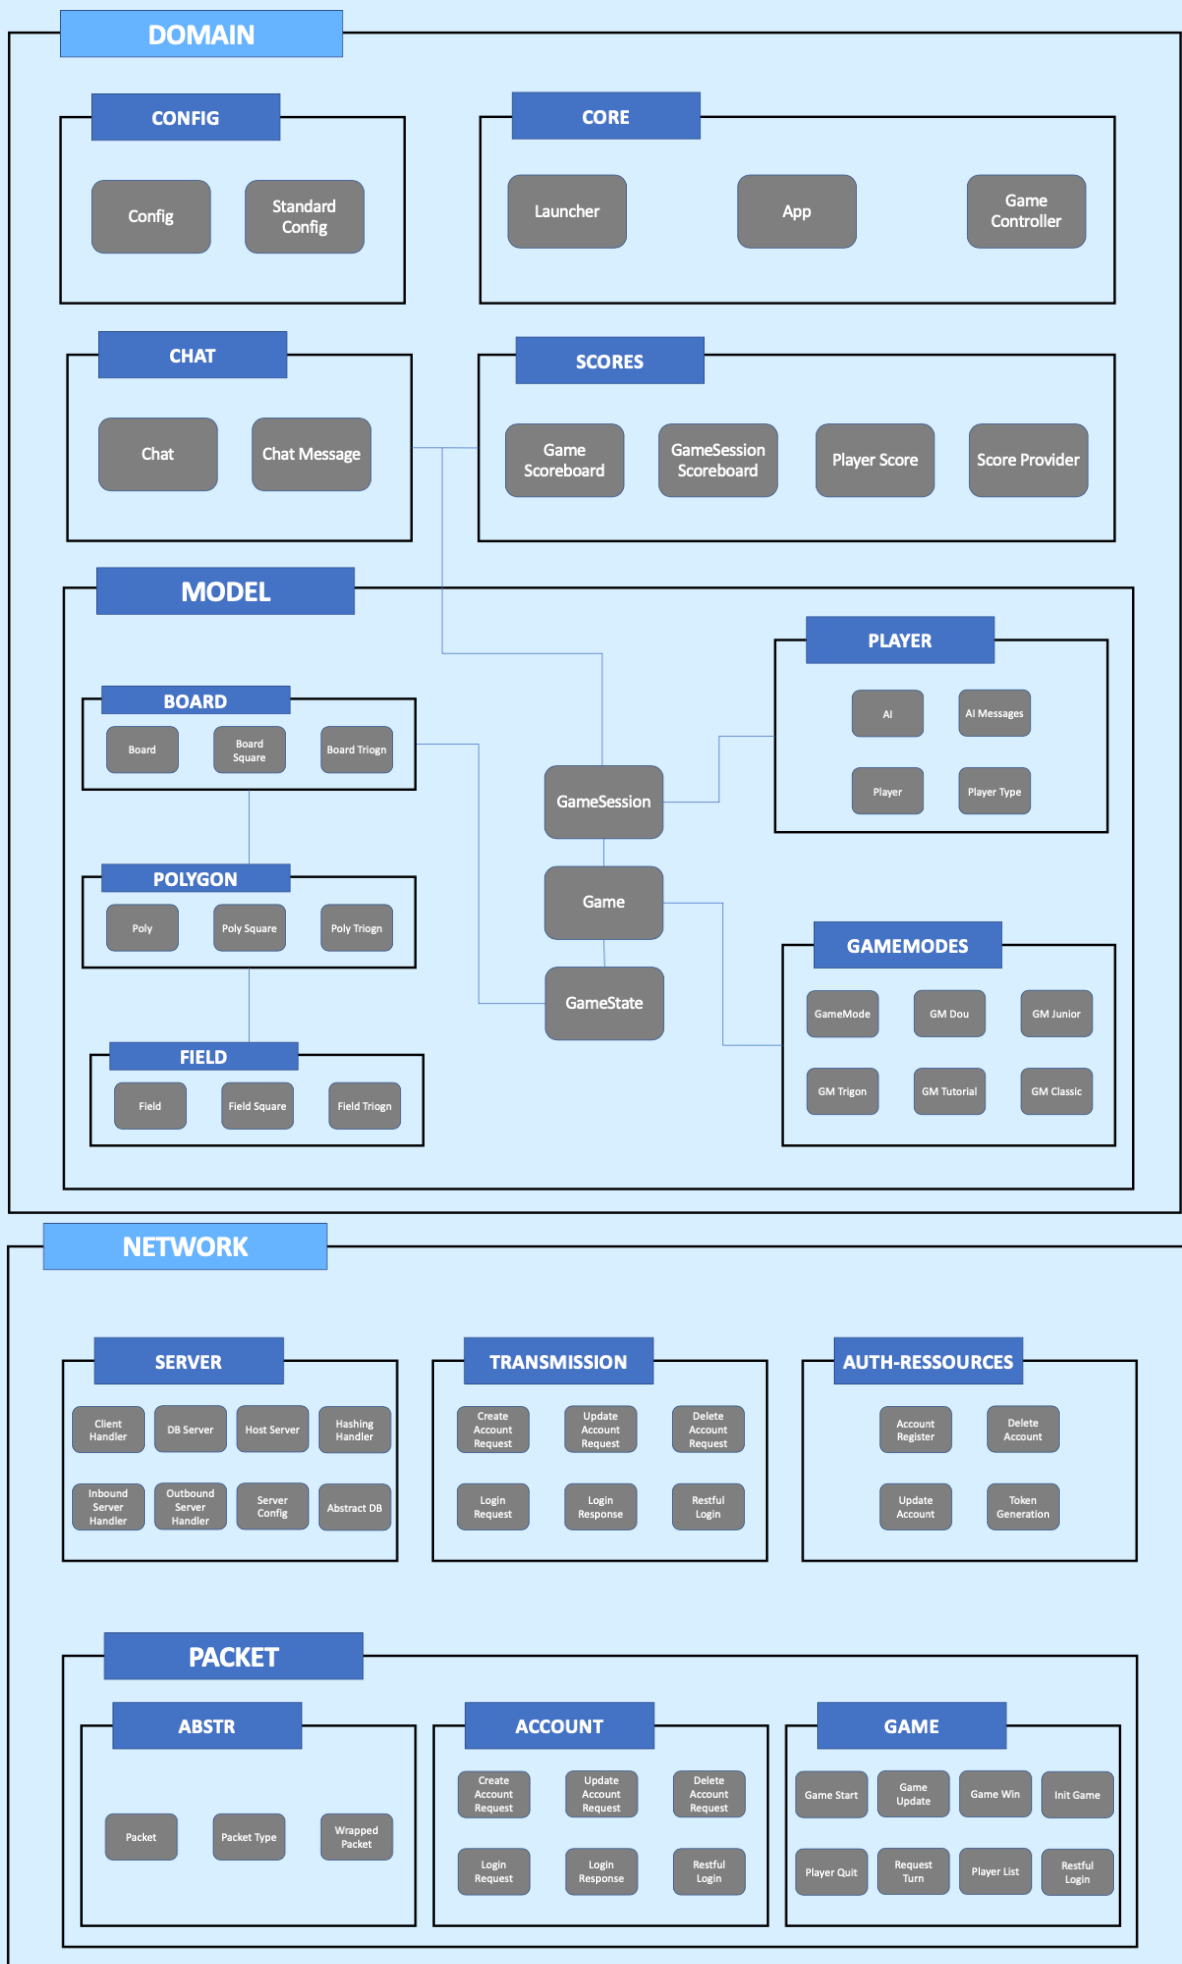 DOMAIN
CONFIG
Config
Standard
Config
CORE
Launcher
App
Game
Controller
CHAT
Chat
Chat Message
SCORES
Game
Scoreboard
GameSession
Scoreboard
Player Score
Score Provider
MODEL
BOARD
Board
Board
Square
Board Triogn
POLYGON
Poly
Poly Square
Poly Triogn
FIELD
Field
Field Square
Field Triogn
GameSession
Game
GameState
PLAYER
AI
AI Messages
Player
Player Type
GAMEMODES
GameMode
GM Dou
GM Junior
GM Trigon
GM Tutorial
GM Classic
NETWORK
SERVER
Client
Handler
DB Server
Host Server
Hashing
Handler
Inbound
Server
Handler
Outbound
Server
Handler
Server
Config
Abstract DB
TRANSMISSION
Create
Account
Request
Update
Account
Request
Delete
Account
Request
Login
Request
Login
Response
Restful
Login
AUTH-RESSOURCES
Account
Register
Delete
Account
Update
Account
Token
Generation
PACKET
ABSTR
Packet
Packet Type
Wrapped
Packet
ACCOUNT
Create
Account
Request
Update
Account
Request
Delete
Account
Request
Login
Request
Login
Response
Restful
Login
GAME
Game Start
Game
Update
Game Win
Init Game
Player Quit
Request
Turn
Player List
Restful
Login